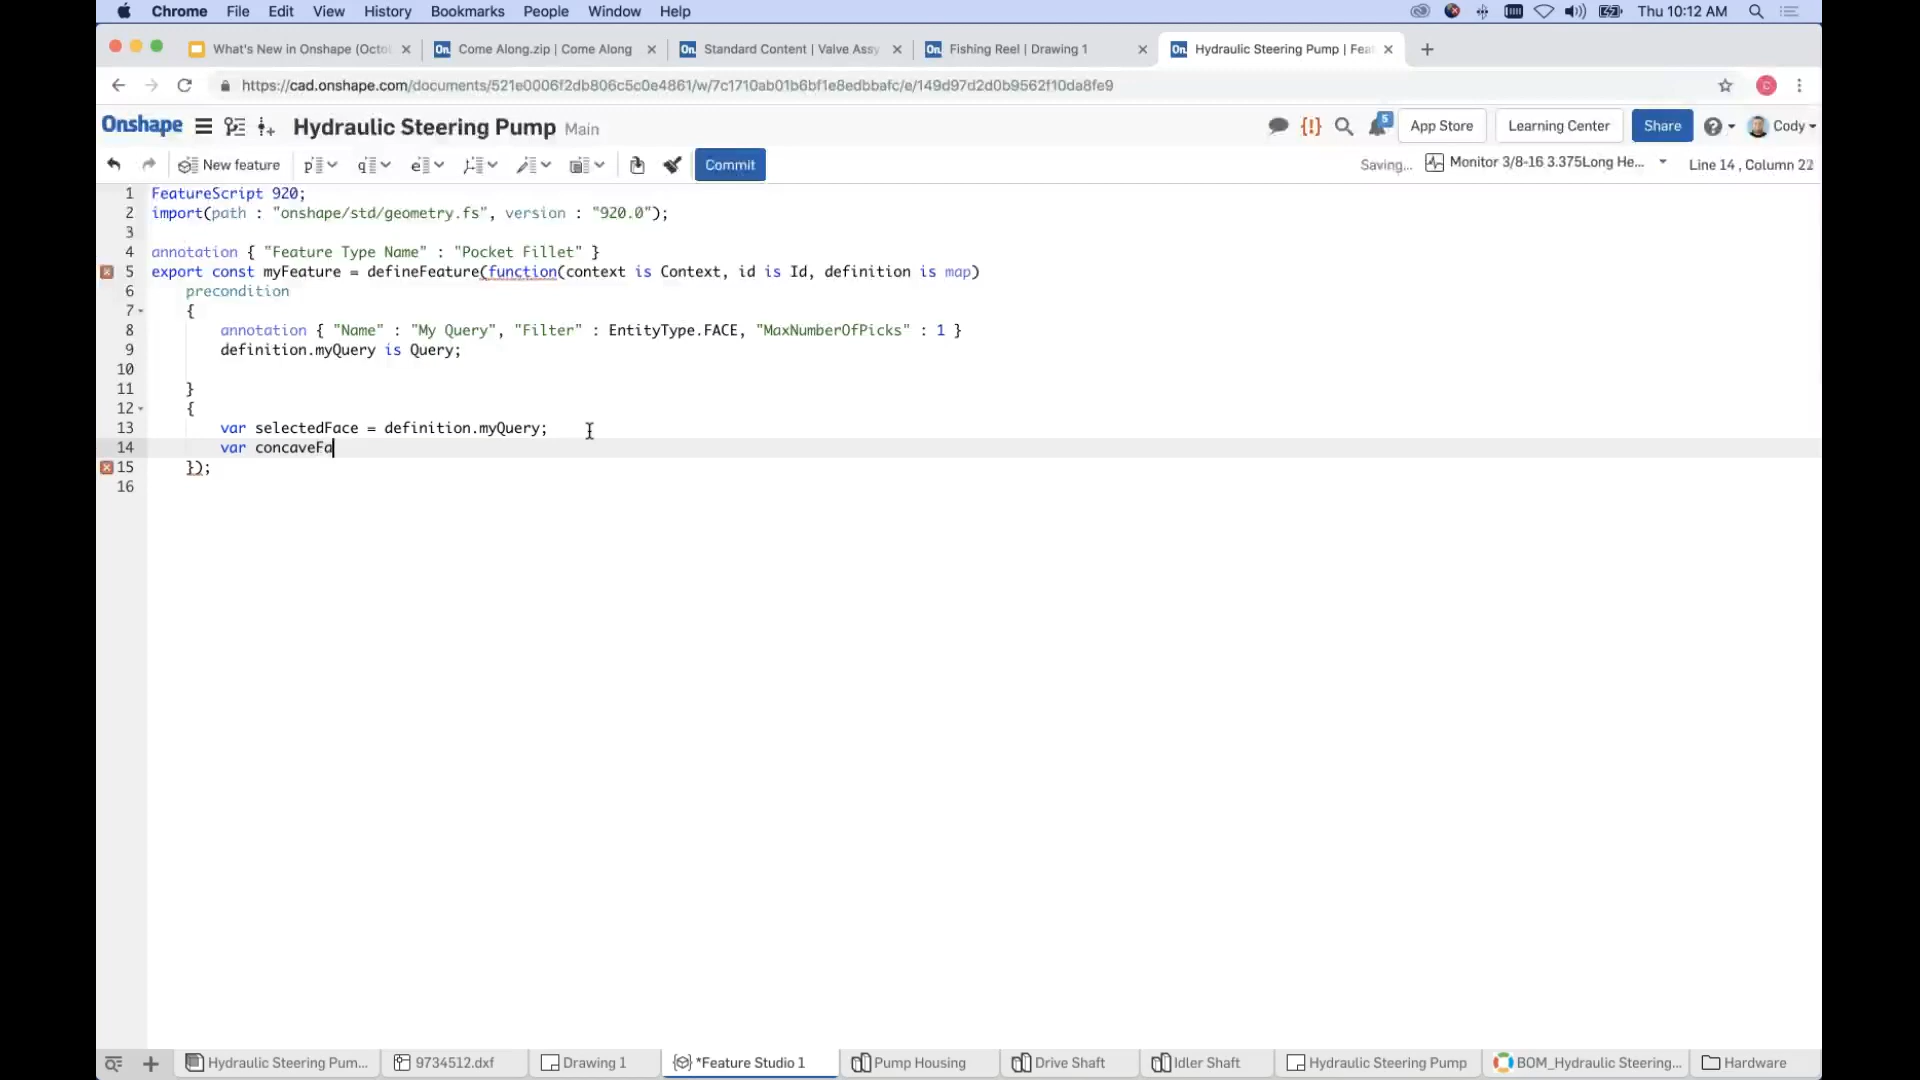 Chrome File Edit View History Bookmarks People Window Help Thu 10:12 AM
What's New in Onshape (Octo Come Along.zip | Come Along Standard Content | Valve Assy Fishing Reel | Drawing 1 Hydraulic Steering Pump | Fea
https://cad.onshape.com/documents/521e0006f2db806c5c0e4861/w/7c1710ab01b6bf1e8edbbafc/e/149d97d2d0b9562f10da8fe9 C
Onshape Hydraulic Steering Pump Main 5 App Store Learning Center Share Cody
New feature Commit Saving... Monitor 3/8-16 3.375Long He... Line 14 , Column 22
1 FeatureScript 920;
2 import(path : "onshape/std/geometry.fs", version : "920.0");
3
4 annotation { "Feature Type Name" : "Pocket Fillet" }
5 export const myFeature = defineFeature(function(context is Context, id is Id, definition is map)
6 precondition
7 {
8 annotation { "Name" : "My Query", "Filter" : EntityType.FACE, "MaxNumberOfPicks" : 1 }
9 definition.myQuery is Query;
10
11 }
12 {
13 var selectedFace = definition.myQuery;
14 var concaveFa
15 });
16
Hydraulic Steering Pum... 9734512.dxf Drawing 1 *Feature Studio 1 Pump Housing Drive Shaft Idler Shaft Hydraulic Steering Pump BOM_Hydraulic Steering... Hardware